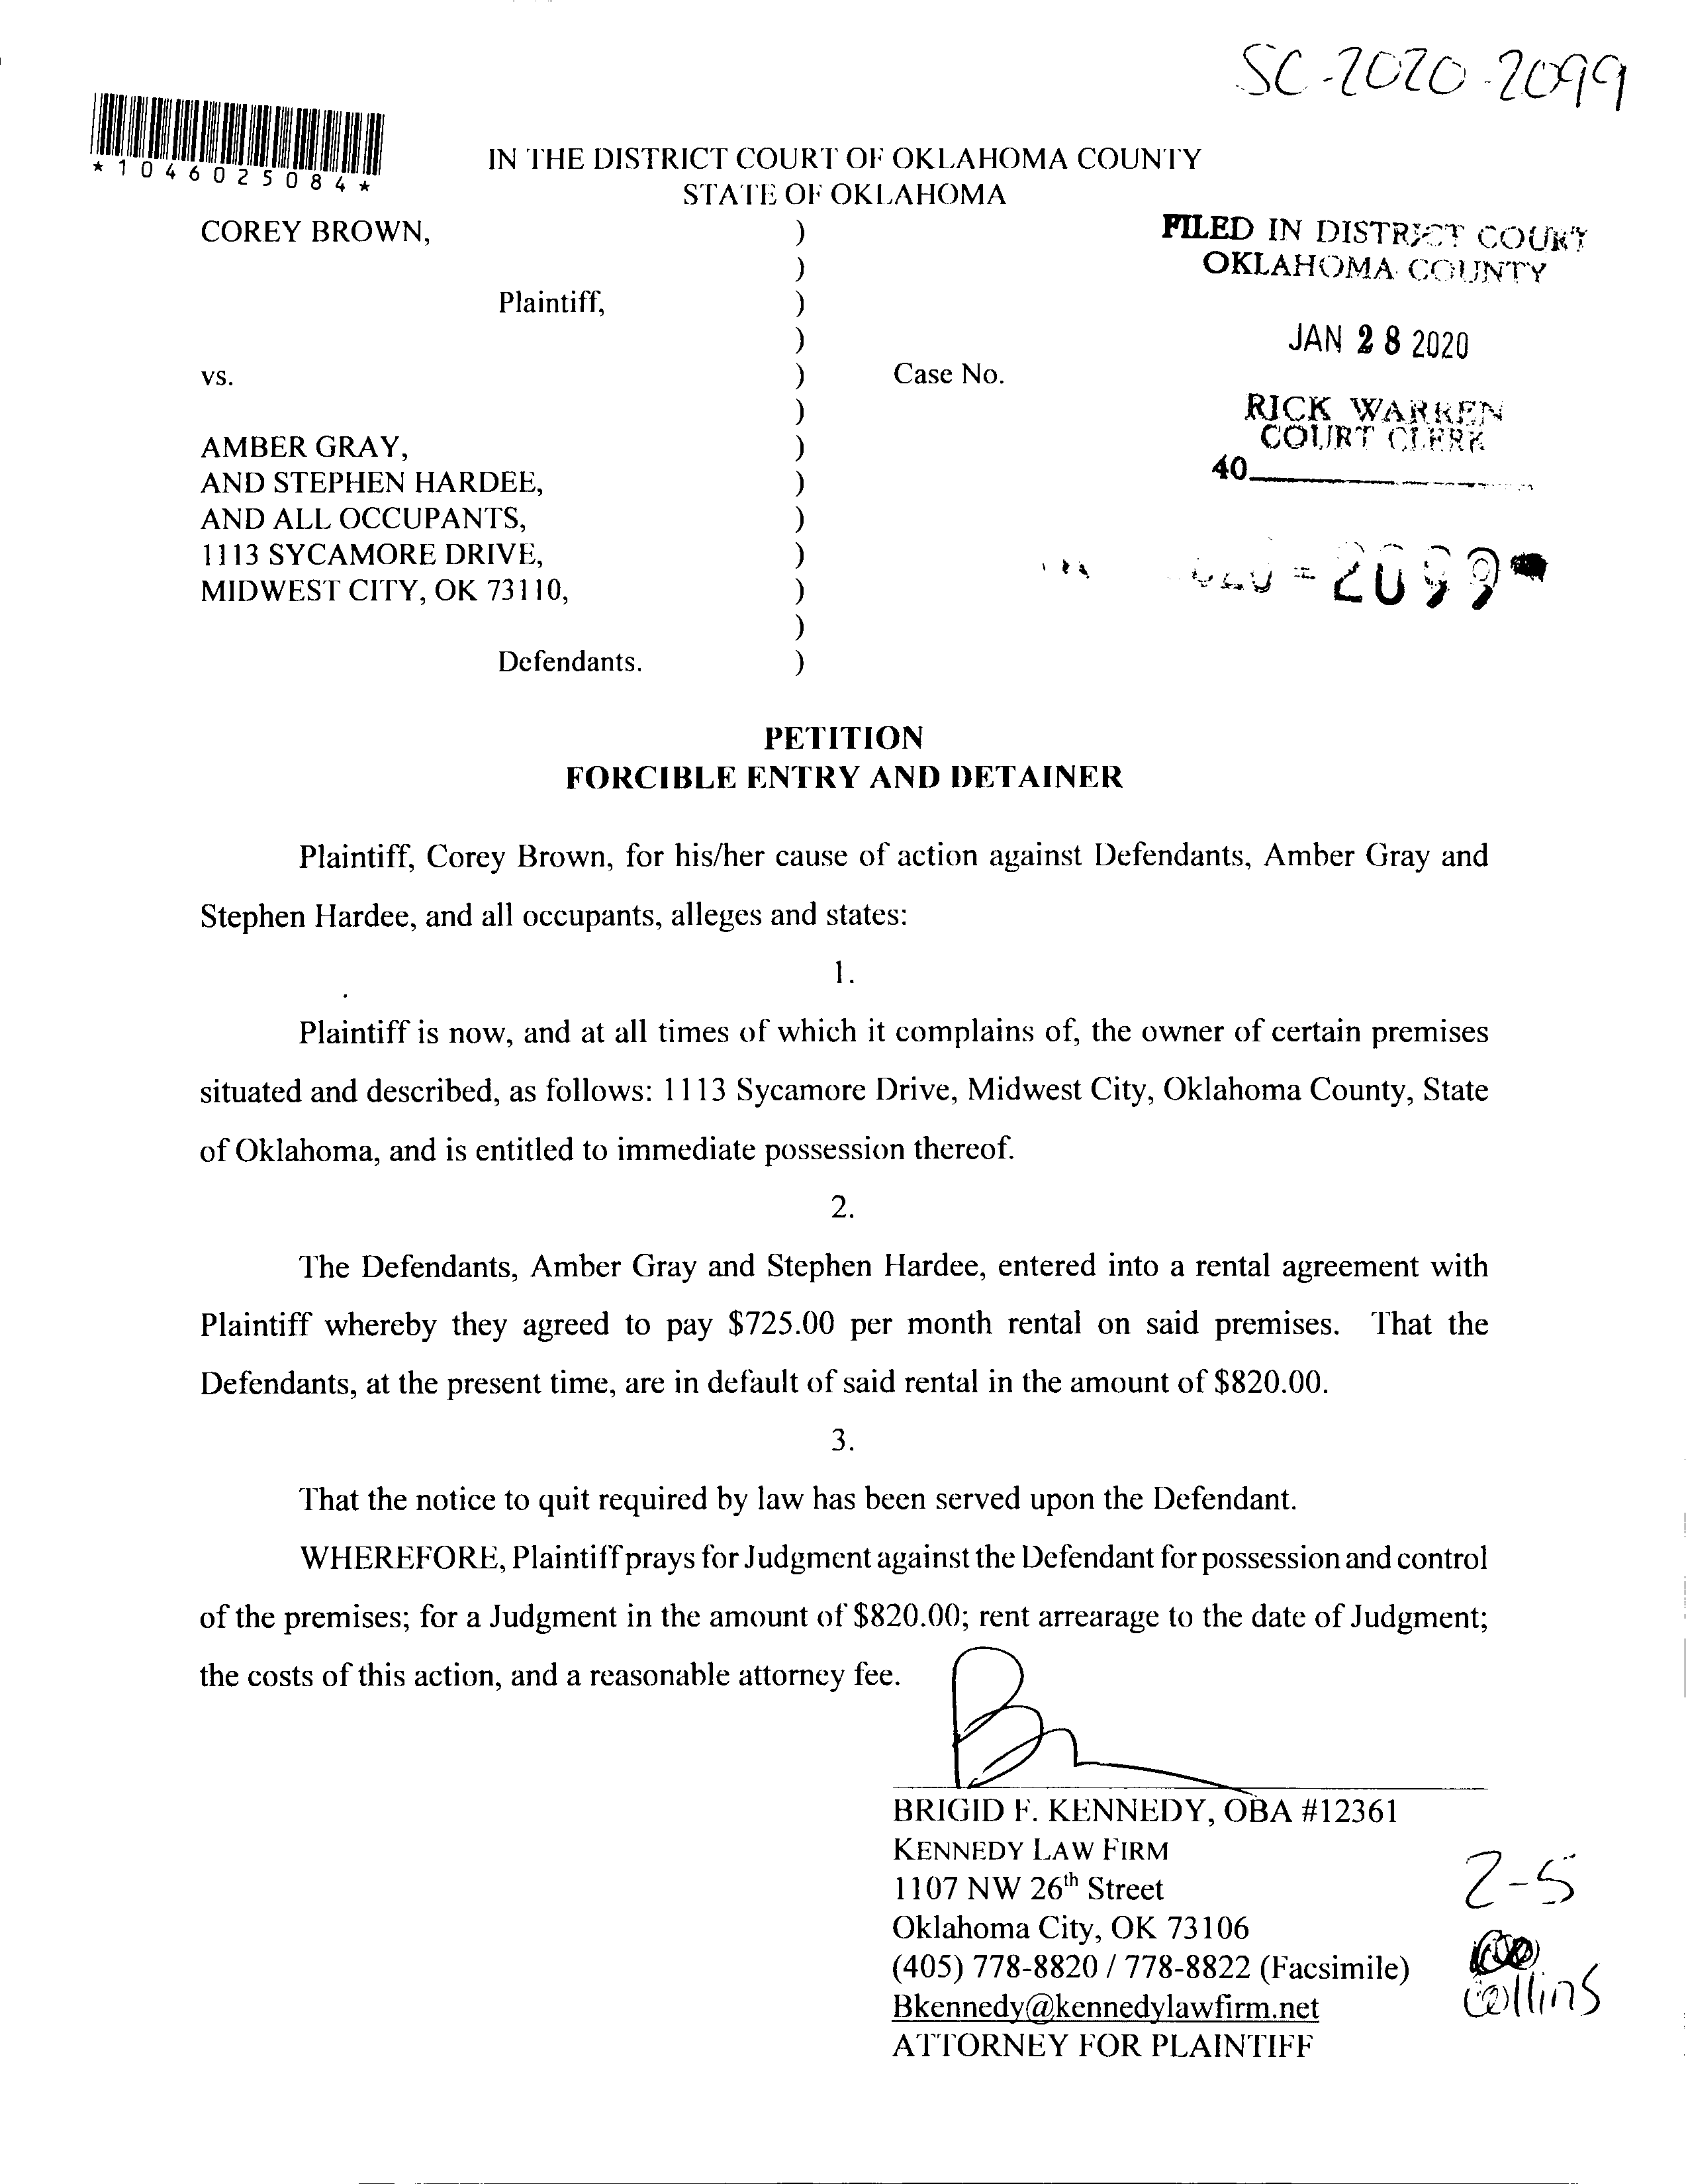 SC-2020-2099
*1046025084*
IN THE DISTRICT COURT OF OKLAHOMA COUNTY
STATE OF OKLAHOMA
COREY BROWN, )
)
Plaintiff, )
)
vs. ) Case No.
)
AMBER GRAY, )
AND STEPHEN HARDEE, )
AND ALL OCCUPANTS, )
1113 SYCAMORE DRIVE, )
MIDWEST CITY, OK 73110, )
)
Defendants. )
FILED IN DISTRICT COURT
OKLAHOMA COUNTY
JAN 28 2020
RICK WARREN
COURT CLERK
40
2099
PETITION
FORCIBLE ENTRY AND DETAINER
Plaintiff, Corey Brown, for his/her cause of action against Defendants, Amber Gray and
Stephen Hardee, and all occupants, alleges and states:
1.
Plaintiff is now, and at all times of which it complains of, the owner of certain premises
situated and described, as follows: 1113 Sycamore Drive, Midwest City, Oklahoma County, State
of Oklahoma, and is entitled to immediate possession thereof.
2.
The Defendants, Amber Gray and Stephen Hardee, entered into a rental agreement with
Plaintiff whereby they agreed to pay $725.00 per month rental on said premises. That the
Defendants, at the present time, are in default of said rental in the amount of $820.00.
3.
That the notice to quit required by law has been served upon the Defendant.
WHEREFORE, Plaintiff prays for Judgment against the Defendant for possession and control
of the premises; for a Judgment in the amount of $820.00; rent arrearage to the date of Judgment;
the costs of this action, and a reasonable attorney fee.
BRIGID F. KENNEDY, OBA #12361
KENNEDY LAW FIRM
1107 NW 26th Street
Oklahoma City, OK 73106
(405) 778-8820 / 778-8822 (Facsimile)
Bkennedy@kennedylawfirm.net
ATTORNEY FOR PLAINTIFF
2-5
Collins